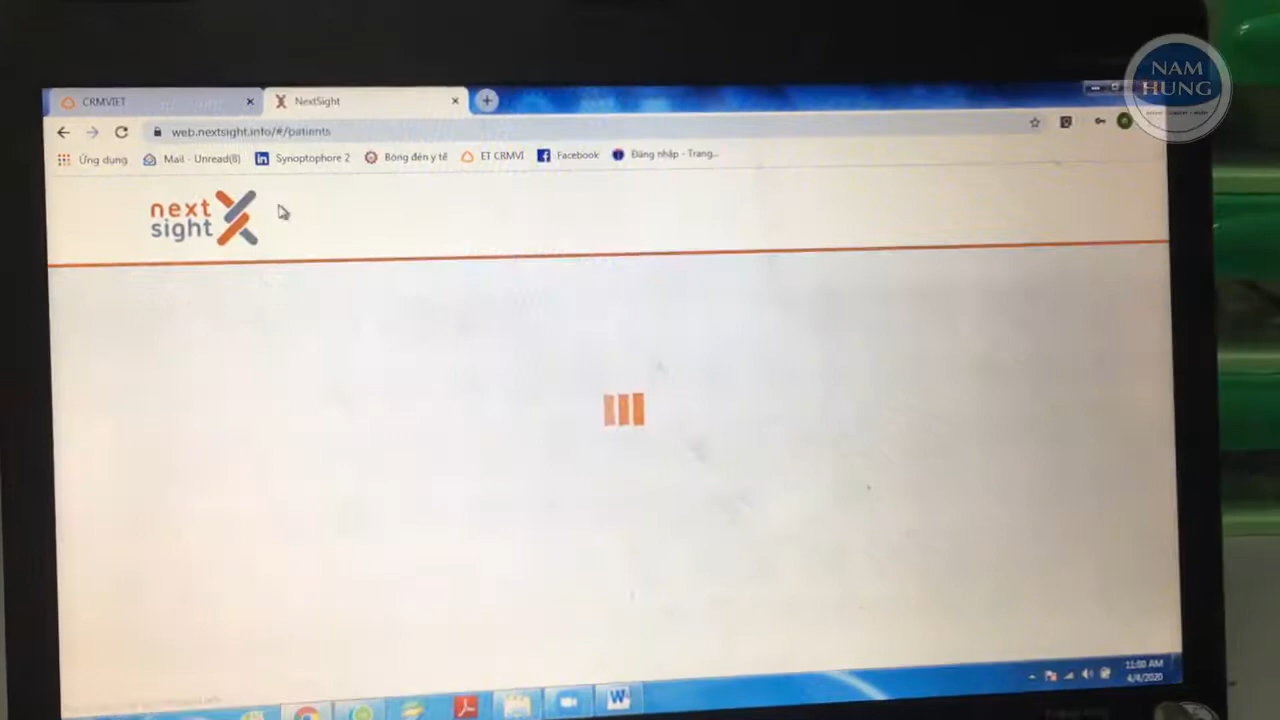 NAM
HUNG
CRMVIET
NextSight
web.nextsight.info/#/patients
Ứng dụng
Mail - Unread(8)
in
Synoptophore 2
Bóng đèn y tế
ET CRMVI
Facebook
Đăng nhập - Trang...
next
sight
W
11:00 AM
4/4/2020